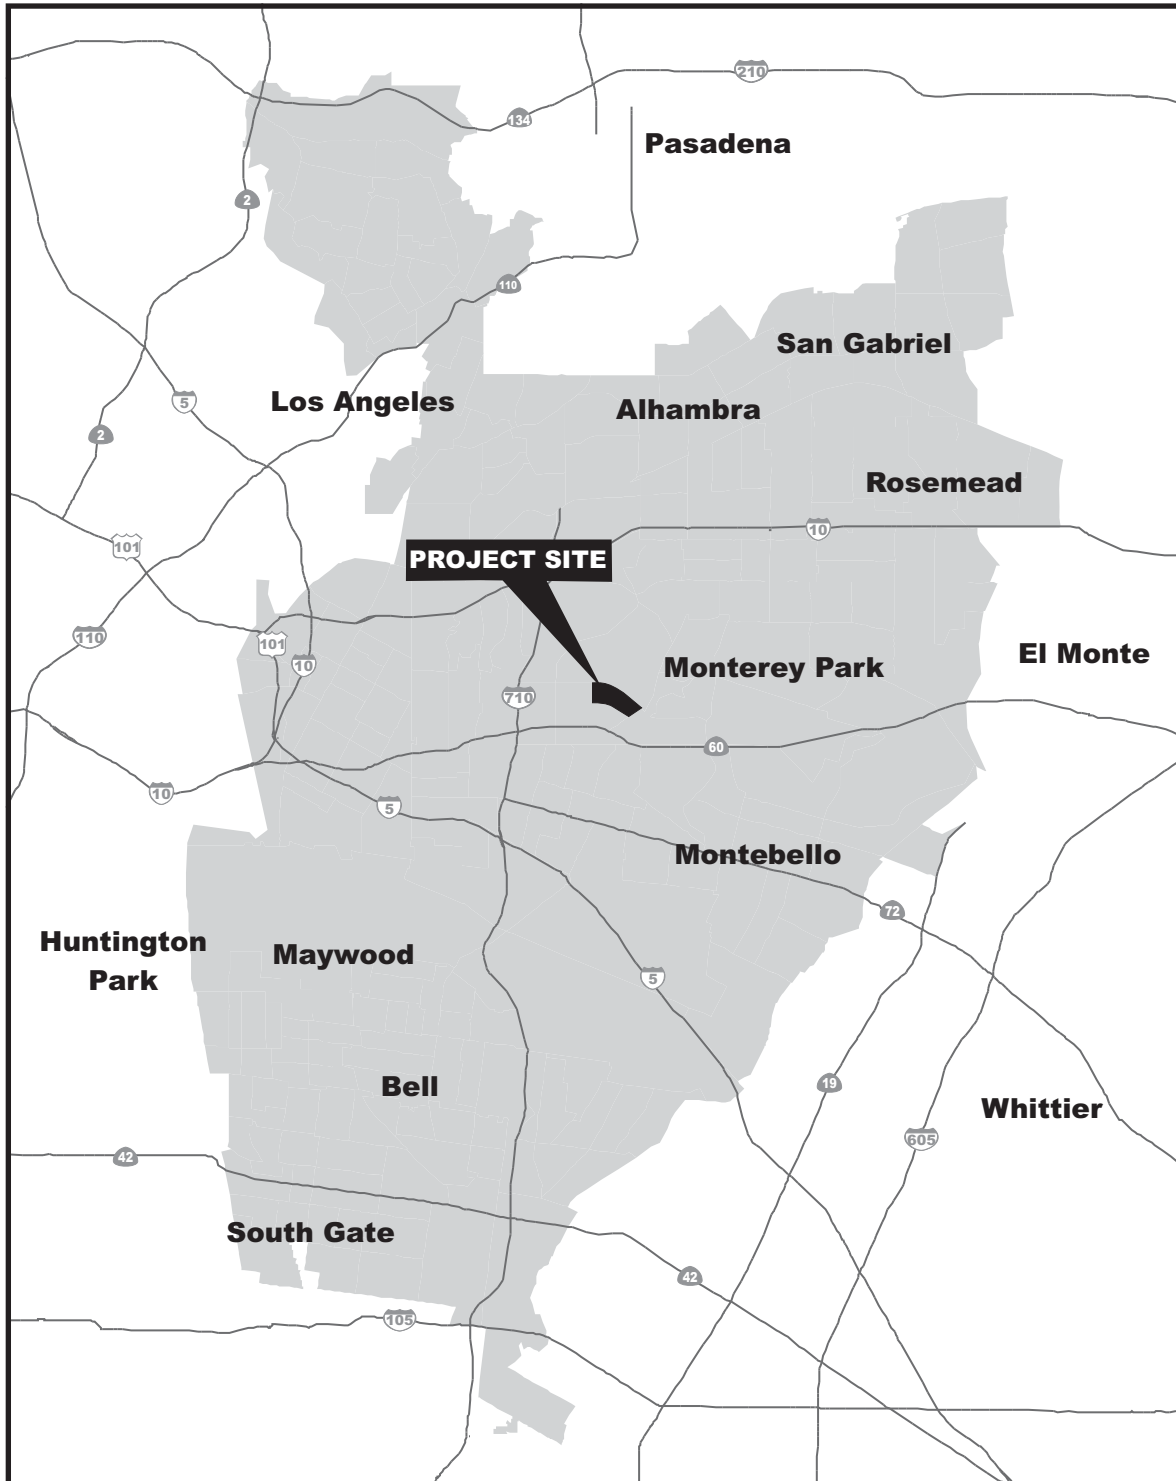 210
134
Pasadena
2
110
San Gabriel
5
Los Angeles
Alhambra
2
Rosemead
10
101
PROJECT SITE
110
101
10
El Monte
Monterey Park
710
60
10
5
Montebello
72
Huntington
Park
Maywood
5
Bell
19
Whittier
605
42
South Gate
42
105